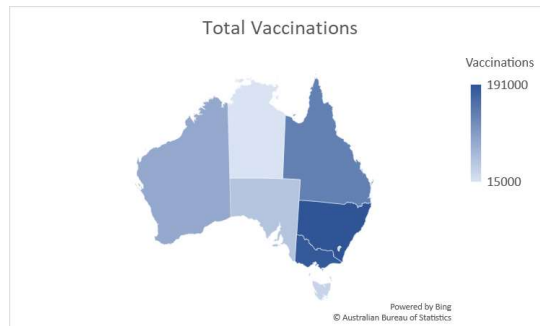 Total Vaccinations
Vaccinations
191000
15000
Powered by Bing
© Australian Bureau of Statistics